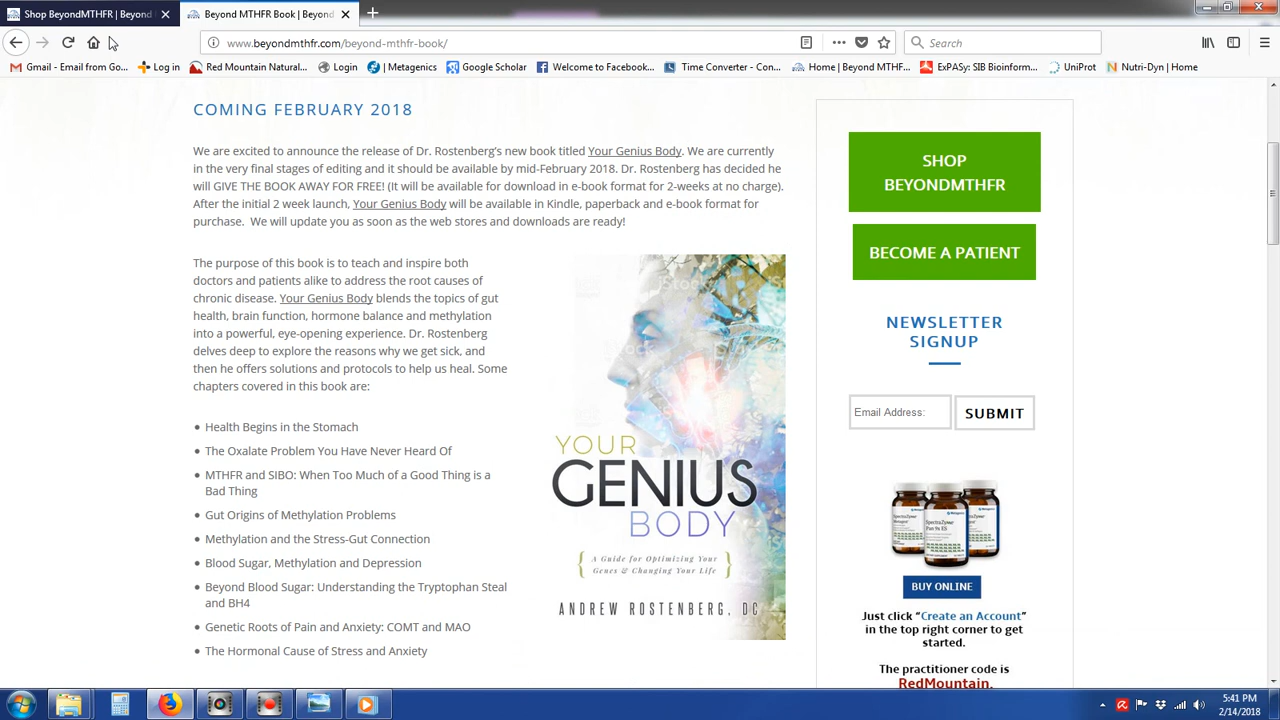 Shop BeyondMTHFR | Beyond
Beyond MTHFR Book | Beyond
www.beyondmthfr.com/beyond-mthfr-book/
Search
Gmail - Email from Go...
Log in
Red Mountain Natural...
Login
| Metagenics
Google Scholar
Welcome to Facebook...
Time Converter - Con...
Home | Beyond MTHF...
ExPASy: SIB Bioinform...
UniProt
Nutri-Dyn | Home
COMING FEBRUARY 2018
We are excited to announce the release of Dr. Rostenberg's new book titled Your Genius Body. We are currently
in the very final stages of editing and it should be available by mid-February 2018. Dr. Rostenberg has decided he
will GIVE THE BOOK AWAY FOR FREE! (It will be available for download in e-book format for 2-weeks at no charge).
After the initial 2 week launch, Your Genius Body will be available in Kindle, paperback and e-book format for
purchase.  We will update you as soon as the web stores and downloads are ready!
The purpose of this book is to teach and inspire both
doctors and patients alike to address the root causes of
chronic disease. Your Genius Body blends the topics of gut
health, brain function, hormone balance and methylation
into a powerful, eye-opening experience. Dr. Rostenberg
delves deep to explore the reasons why we get sick, and
then he offers solutions and protocols to help us heal. Some
chapters covered in this book are:
• Health Begins in the Stomach
• The Oxalate Problem You Have Never Heard Of
• MTHFR and SIBO: When Too Much of a Good Thing is a
Bad Thing
• Gut Origins of Methylation Problems
• Methylation and the Stress-Gut Connection
• Blood Sugar, Methylation and Depression
• Beyond Blood Sugar: Understanding the Tryptophan Steal
and BH4
• Genetic Roots of Pain and Anxiety: COMT and MAO
• The Hormonal Cause of Stress and Anxiety
YOUR
GENIUS
BODY
{ A Guide for Optimizing Your
Genes & Changing Your Life }
ANDREW ROSTENBERG, DC
SHOP
BEYONDMTHFR
BECOME A PATIENT
NEWSLETTER
SIGNUP
Email Address:
SUBMIT
BUY ONLINE
Just click “Create an Account”
in the top right corner to get
started.
The practitioner code is
RedMountain.
5:41 PM
2/14/2018